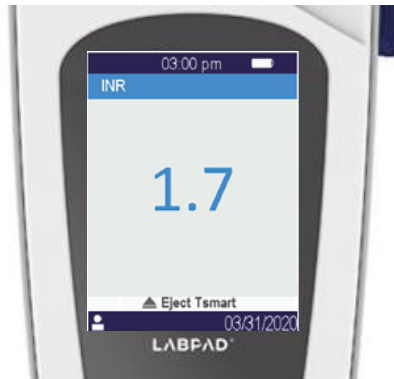 03:00 pm
INR
1.7
Eject Tsmart
03/31/2020
LABPAD